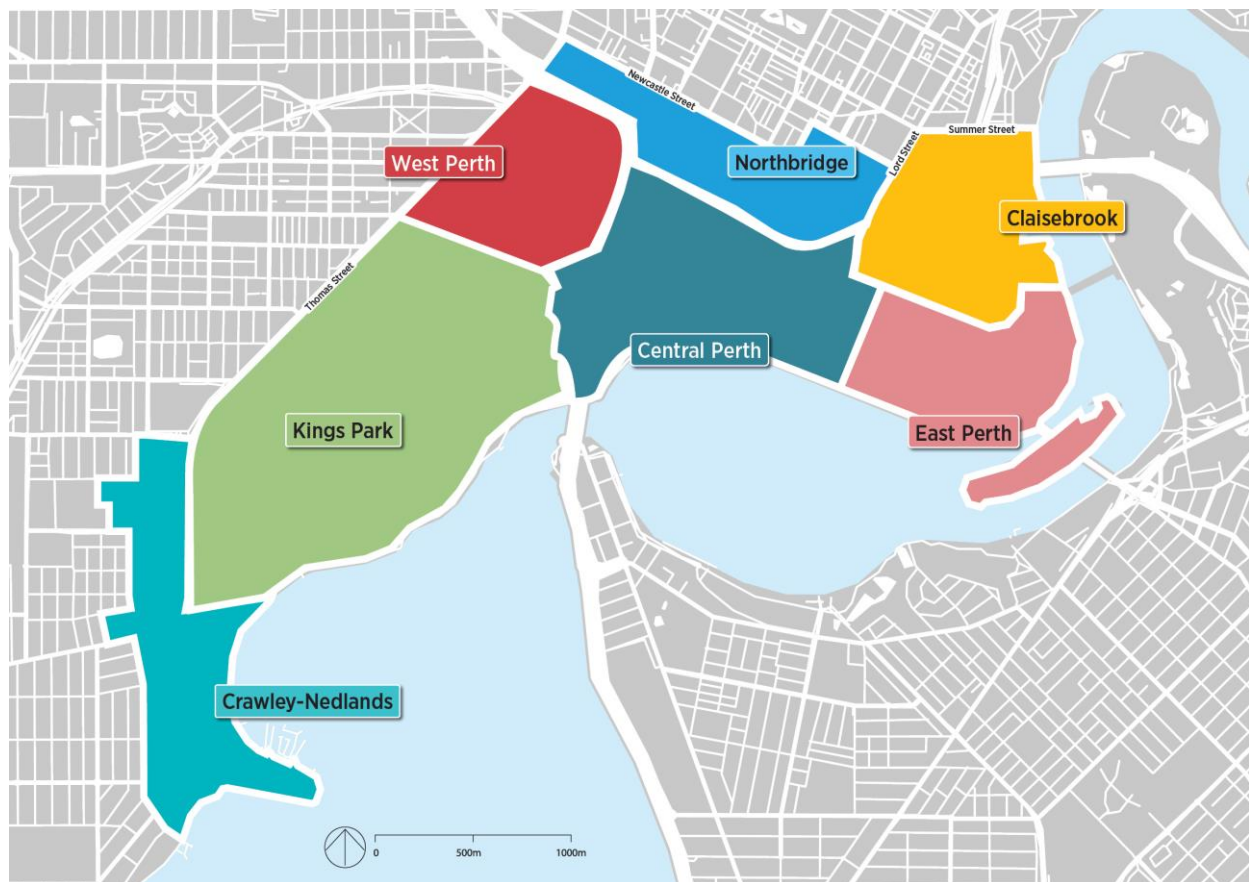 Newcastle Street
Summer Street
Lord Street
West Perth
Northbridge
Claisebrook
Thomas Street
Central Perth
Kings Park
East Perth
Crawley-Nedlands
0
500m
1000m